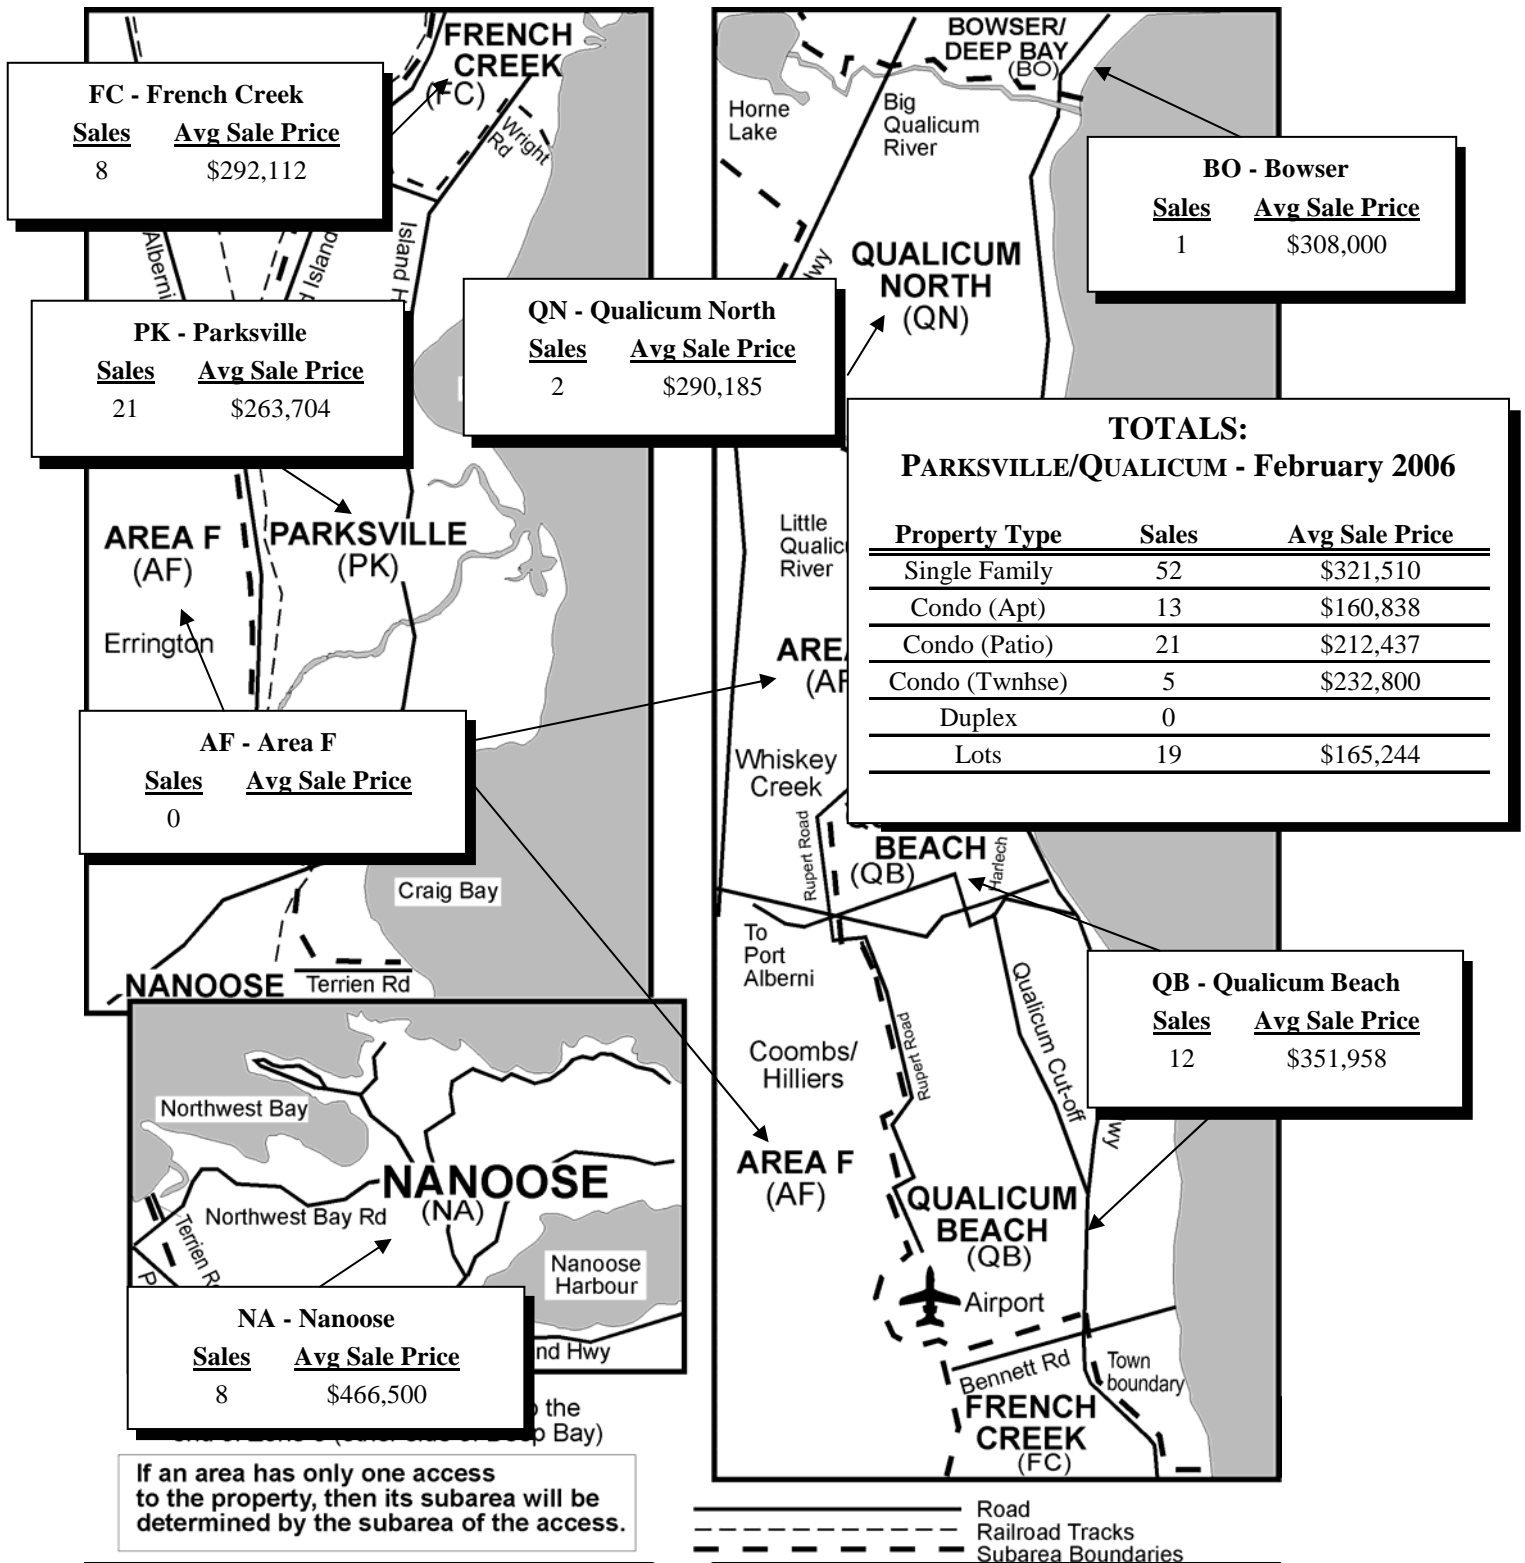 FRENCH
CREEK
(FC)
FC - French Creek
Sales Avg Sale Price
8 $292,112
Wright
Rd
Alberni
Island
Island H
PK - Parksville
Sales Avg Sale Price
21 $263,704
AREA F
(AF)
PARKSVILLE
(PK)
Errington
AF - Area F
Sales Avg Sale Price
0
Craig Bay
NANOOSE
Terrien Rd
Northwest Bay
NANOOSE
(NA)
Northwest Bay Rd
Terrien R
P
Nanoose
Harbour
NA - Nanoose
Sales Avg Sale Price
8 $466,500
nd Hwy
the
Bay)
If an area has only one access
to the property, then its subarea will be
determined by the subarea of the access.
BOWSER/
DEEP BAY
(BO)
Horne
Lake
Big
Qualicum
River
BO - Bowser
Sales Avg Sale Price
1 $308,000
QUALICUM
NORTH
(QN)
wy
QN - Qualicum North
Sales Avg Sale Price
2 $290,185
TOTALS:
PARKSVILLE/QUALICUM - February 2006
Property Type Sales Avg Sale Price
Single Family 52 $321,510
Condo (Apt) 13 $160,838
Condo (Patio) 21 $212,437
Condo (Twnhse) 5 $232,800
Duplex 0
Lots 19 $165,244
Little
Qualic
River
AREA
(AF
Whiskey
Creek
BEACH
(QB)
Rupert Road
Harlech
To
Port
Alberni
Qualicum Cut-off
QB - Qualicum Beach
Sales Avg Sale Price
12 $351,958
Coombs/
Hilliers
Rupert Road
wy
AREA F
(AF)
QUALICUM
BEACH
(QB)
Airport
Bennett Rd
Town
boundary
FRENCH
CREEK
(FC)
Road
Railroad Tracks
Subarea Boundaries